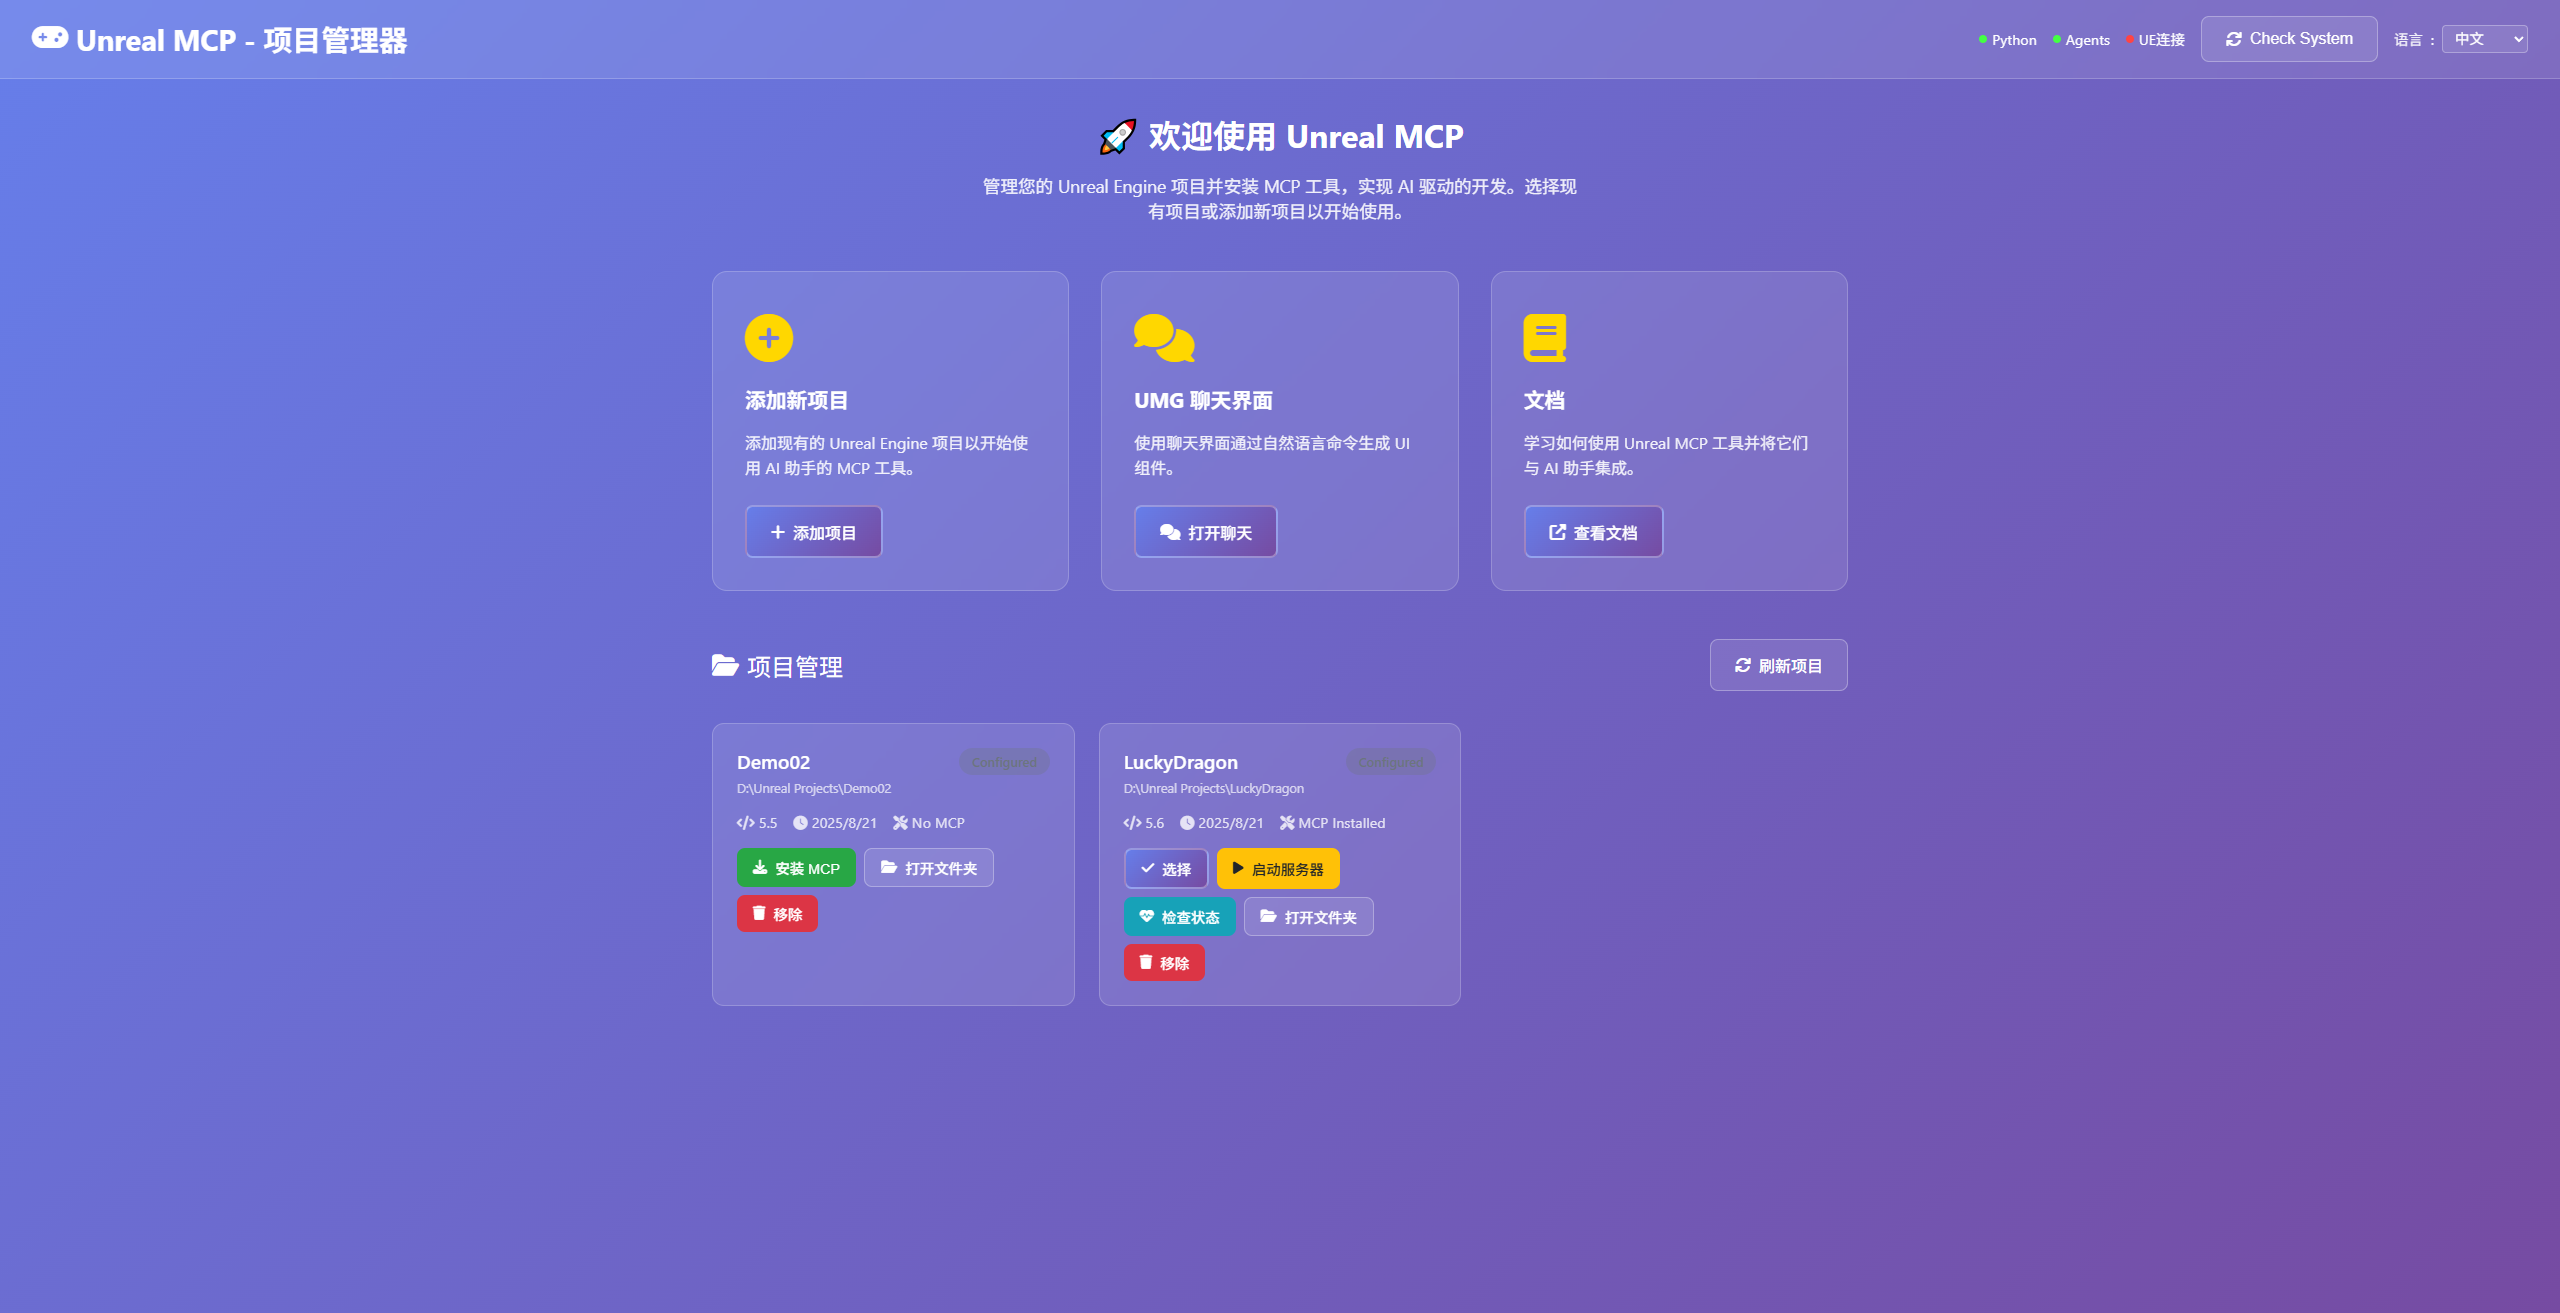 Unreal MCP - 项目管理器
Python
Agents
UE连接
Check System
语言 :
中文
欢迎使用 Unreal MCP
管理您的 Unreal Engine 项目并安装 MCP 工具，实现 AI 驱动的开发。选择现
有项目或添加新项目以开始使用。
添加新项目
添加现有的 Unreal Engine 项目以开始使
用 AI 助手的 MCP 工具。
添加项目
UMG 聊天界面
使用聊天界面通过自然语言命令生成 UI
组件。
打开聊天
文档
学习如何使用 Unreal MCP 工具并将它们
与 AI 助手集成。
查看文档
项目管理
刷新项目
Demo02
Configured
D:\Unreal Projects\Demo02
5.5
2025/8/21
No MCP
安装 MCP
打开文件夹
移除
LuckyDragon
Configured
D:\Unreal Projects\LuckyDragon
5.6
2025/8/21
MCP Installed
选择
启动服务器
检查状态
打开文件夹
移除